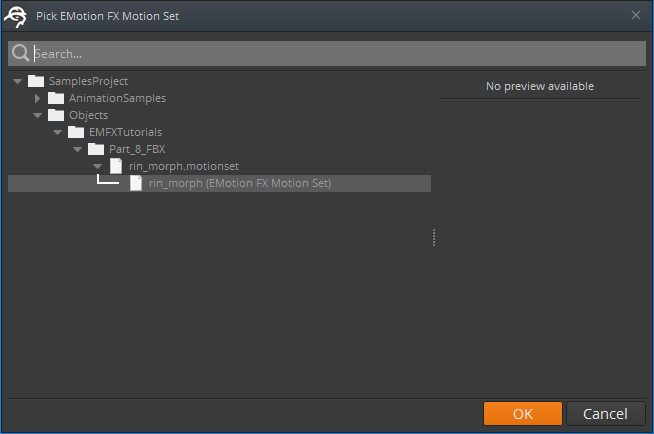 Pick EMotion FX Motion Set
Search...
SamplesProject
AnimationSamples
Objects
EMFXTutorials
Part_8_FBX
rin_morph.motionset
rin_morph (EMotion FX Motion Set)
No preview available
OK
Cancel